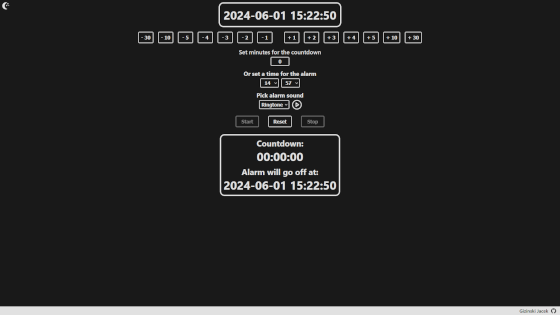 2024-06-01 15:22:50
- 30 - 10 - 5 - 4 - 3 - 2 - 1 + 1 + 2 + 3 + 4 + 5 + 10 + 30
Set minutes for the countdown
0
Or set a time for the alarm
14 57
Pick alarm sound
Ringtone
Start Reset Stop
Countdown:
00:00:00
Alarm will go off at:
2024-06-01 15:22:50
Gizinski Jacek